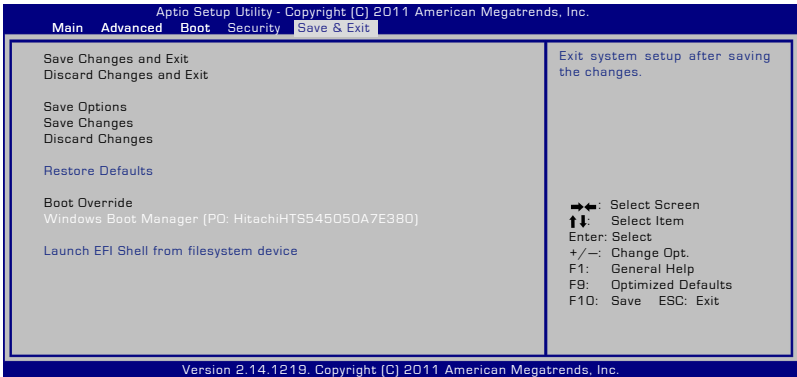 Aptio Setup Utility - Copyright (C) 2011 American Megatrends, Inc.
Main Advanced Boot Security Save & Exit
Save Changes and Exit
Discard Changes and Exit
Save Options
Save Changes
Discard Changes
Restore Defaults
Boot Override
Windows Boot Manager (P0: HitachiHTS545050A7E380)
Launch EFI Shell from filesystem device
Exit system setup after saving
the changes.
→←: Select Screen
↑↓: Select Item
Enter: Select
+/—: Change Opt.
F1: General Help
F9: Optimized Defaults
F10: Save ESC: Exit
Version 2.14.1219. Copyright (C) 2011 American Megatrends, Inc.